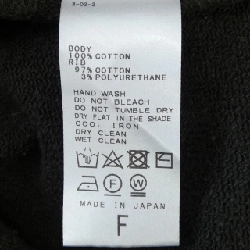 BODY
100% COTTON
RIB
97% COTTON
3% POLYURETHANE
HAND WASH
DO NOT BLEACH
DO NOT TUMBLE DRY
DRY FLAT IN THE SHADE
COOL IRON
DRY CLEAN
WET CLEAN
MADE IN JAPAN
F